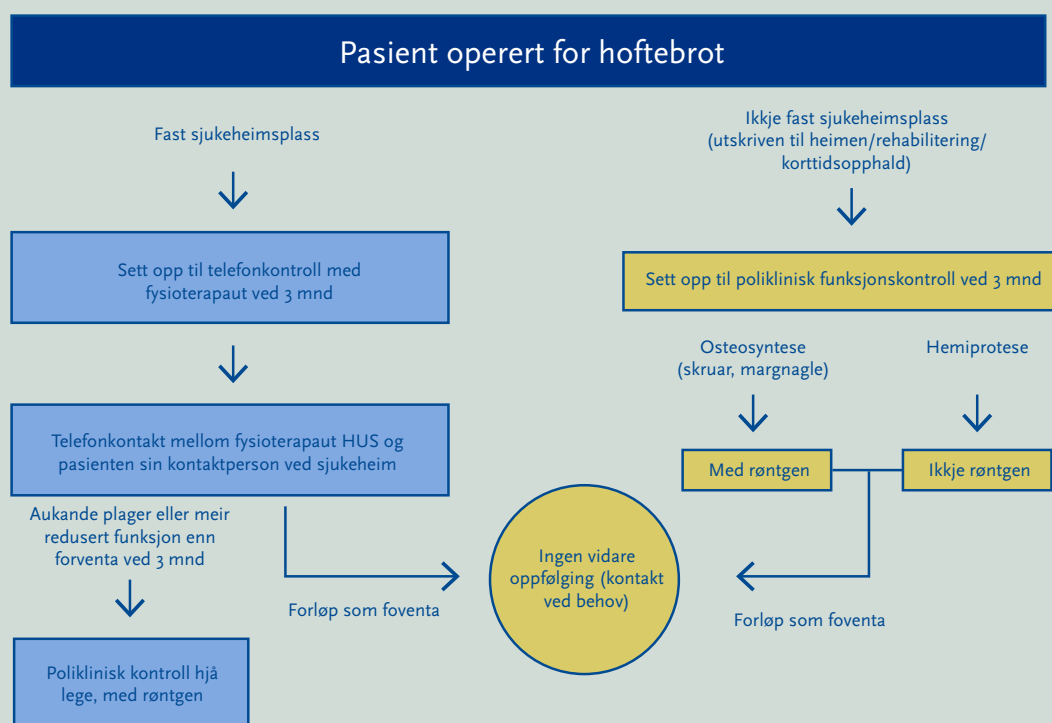 Pasient operert for hoftebrot
Fast sjukeheimsplass
Sett opp til telefonkontroll med
fysioterapaut ved 3 mnd
Telefonkontakt mellom fysioterapaut HUS og
pasienten sin kontaktperson ved sjukeheim
Aukande plager eller meir
redusert funksjon enn
forventa ved 3 mnd
Forløp som foventa
Poliklinisk kontroll hjå
lege, med røntgen
Ingen vidare
oppfølging (kontakt
ved behov)
Ikkje fast sjukeheimsplass
(utskriven til heimen/rehabilitering/
korttidsopphald)
Sett opp til poliklinisk funksjonskontroll ved 3 mnd
Osteosyntese
(skruar, margnagle)
Hemiprotese
Med røntgen
Ikkje røntgen
Forløp som foventa